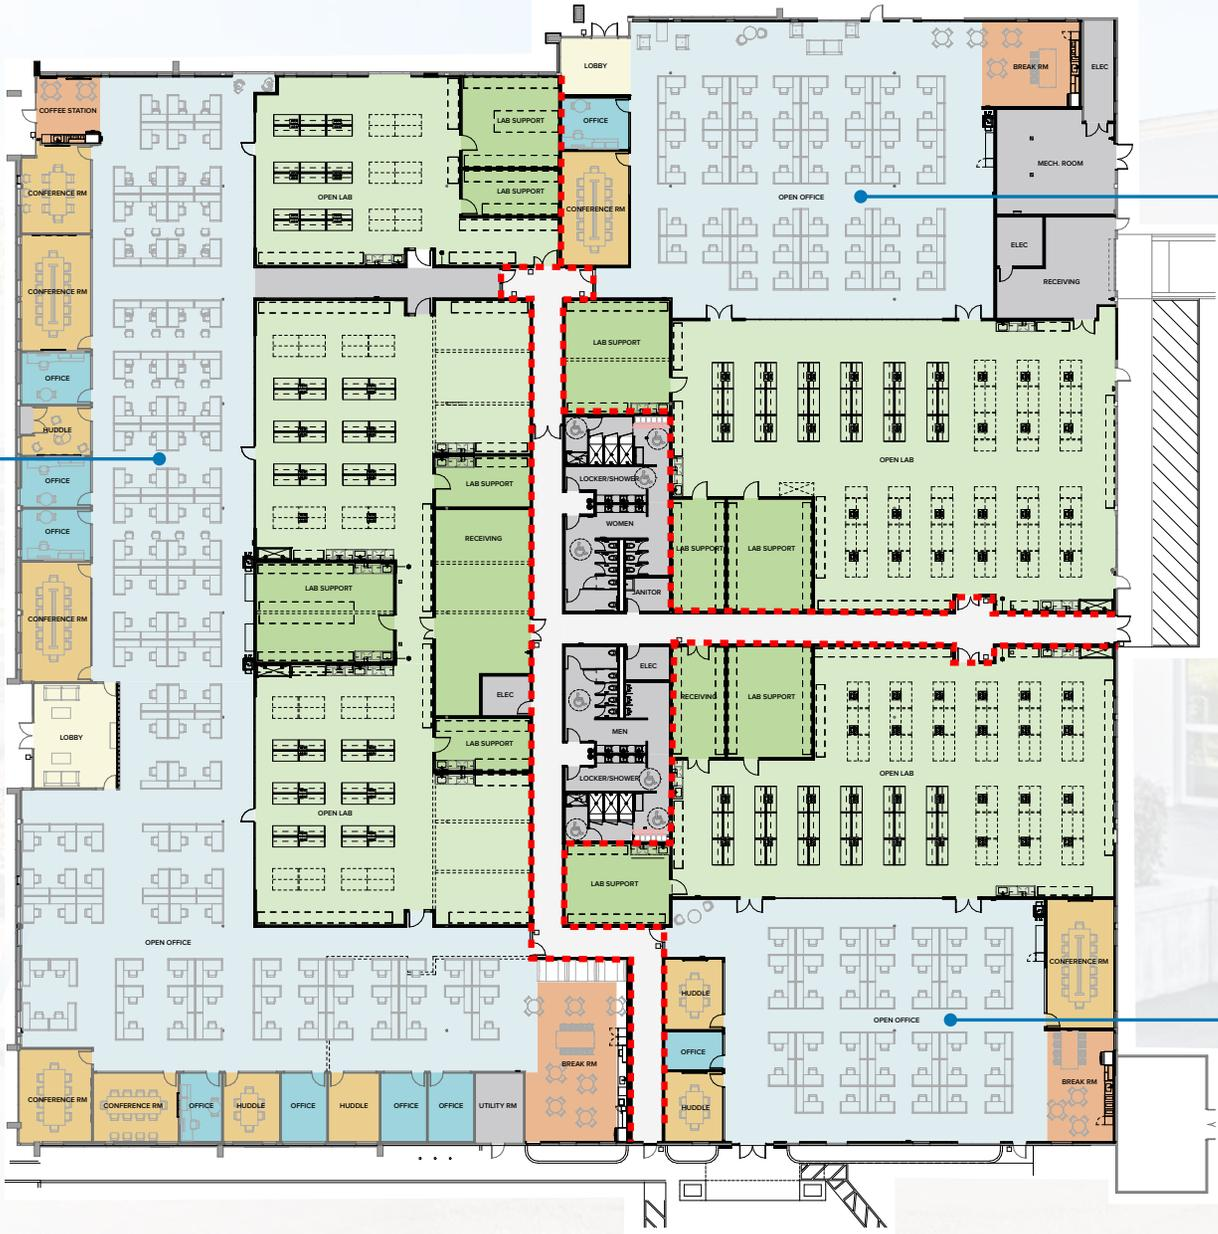 LOBBY
BREAK RM
ELEC
COFFEE STATION
OFFICE
LAB SUPPORT
MECH. ROOM
CONFERENCE RM
LAB SUPPORT
OPEN LAB
OPEN OFFICE
CONFERENCE RM
ELEC
RECEIVING
CONFERENCE RM
LAB SUPPORT
OFFICE
HUDDLE
OPEN LAB
OFFICE
LAB SUPPORT
LOCKER/SHOWER
WOMEN
OFFICE
RECEIVING
LAB SUPPORT
LAB SUPPORT
LAB SUPPORT
JANITOR
CONFERENCE RM
ELEC
ELEC
RECEIVING
LAB SUPPORT
LOBBY
MEN
LAB SUPPORT
OPEN LAB
LOCKER/SHOWER
OPEN LAB
LAB SUPPORT
OPEN OFFICE
CONFERENCE RM
HUDDLE
OPEN OFFICE
OFFICE
BREAK RM
BREAK RM
CONFERENCE RM
CONFERENCE RM
OFFICE
HUDDLE
OFFICE
HUDDLE
OFFICE
OFFICE
UTILITY RM
HUDDLE